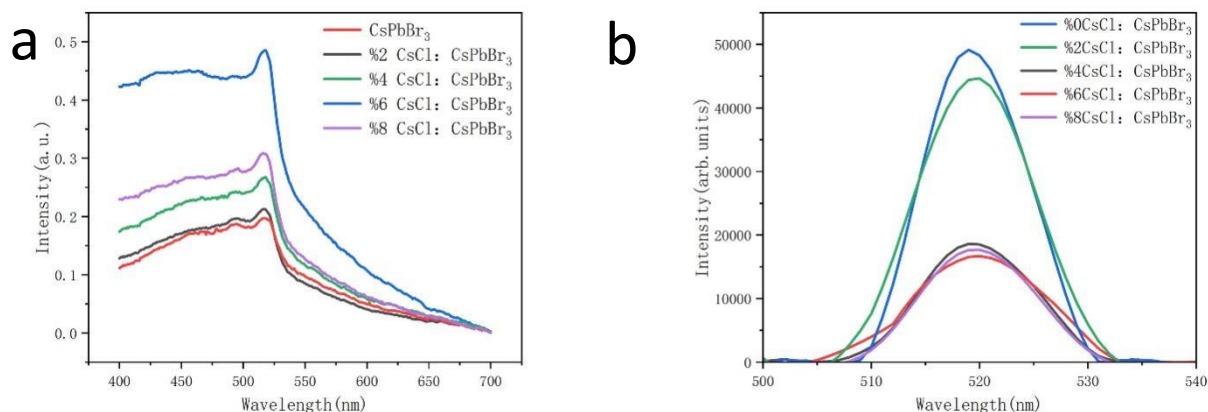 a
Intensity(a.u.)
0.5
0.4
0.3
0.2
0.1
0.0
CsPbBr3
%2 CsCl: CsPbBr3
%4 CsCl: CsPbBr3
%6 CsCl: CsPbBr3
%8 CsCl: CsPbBr3
400 450 500 550 600 650 700
Wavelength(nm)
b
Intensity(arb.units)
50000
40000
30000
20000
10000
0
%0CsCl: CsPbBr3
%2CsCl: CsPbBr3
%4CsCl: CsPbBr3
%6CsCl: CsPbBr3
%8CsCl: CsPbBr3
500 510 520 530 540
Wavelength(nm)